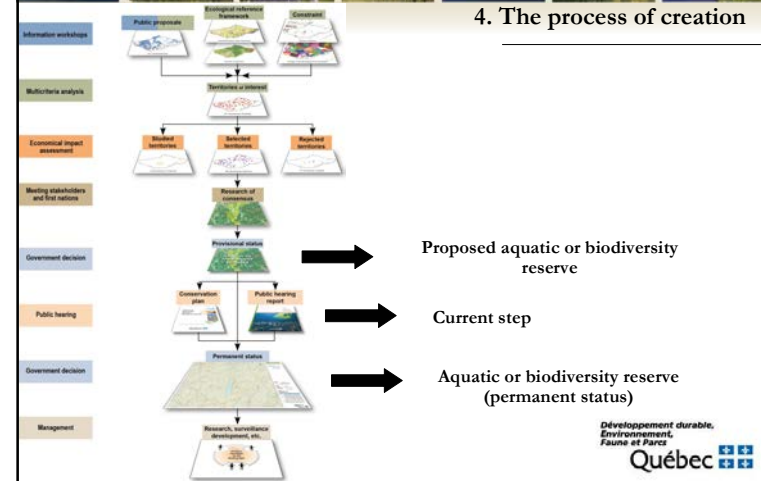 4. The process of creation
Information workshops
Public proposals
Ecological reference
framework
Constraint
Multicriteria analysis
Territories of interest
Economical impact
assessment
Studied
territories
Selected
territories
Rejected
territories
Meeting stakeholders
and first nations
Research of
consensus
Government decision
Provisional status
Proposed aquatic or biodiversity
reserve
Public hearing
Conservation
plan
Public hearing
report
Current step
Government decision
Permanent status
Aquatic or biodiversity reserve
(permanent status)
Management
Research, surveillance
development, etc.
Développement durable,
Environnement,
Faune et Parcs
Québec